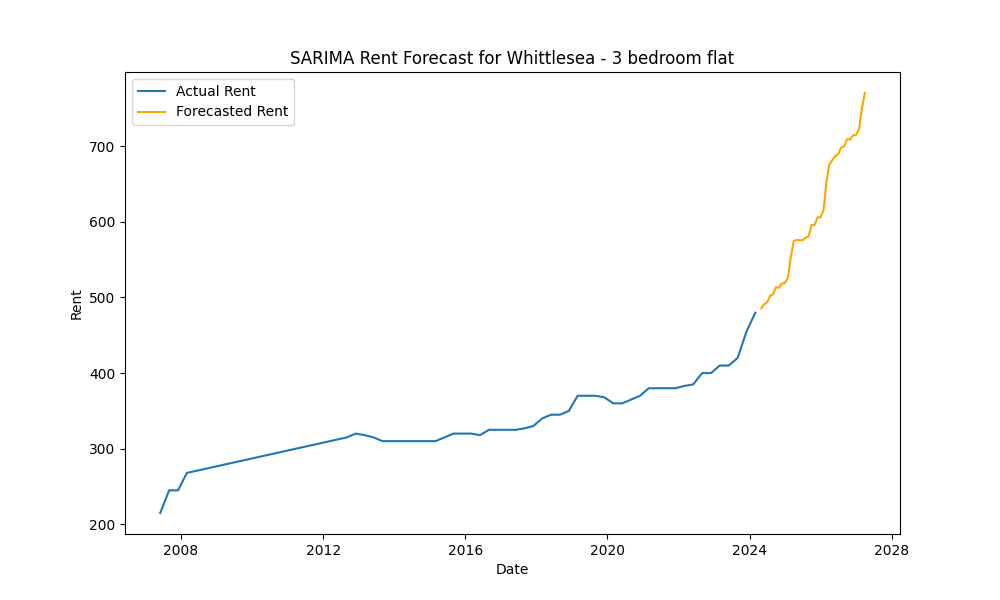 SARIMA Rent Forecast for Whittlesea - 3 bedroom flat
Actual Rent
Forecasted Rent
Rent
700
600
500
400
300
200
2008
2012
2016
2020
2024
2028
Date